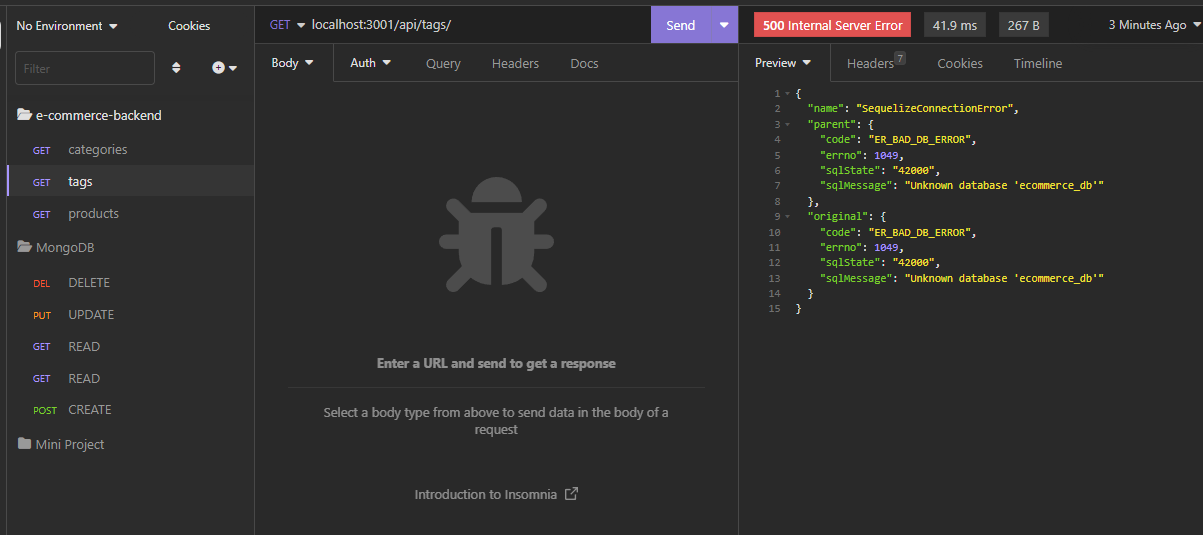 No Environment
Cookies
Filter
e-commerce-backend
GET categories
GET tags
GET products
MongoDB
DEL DELETE
PUT UPDATE
GET READ
GET READ
POST CREATE
Mini Project
GET localhost:3001/api/tags/
Send
Body
Auth
Query
Headers
Docs
Enter a URL and send to get a response
Select a body type from above to send data in the body of a
request
Introduction to Insomnia
500 Internal Server Error
41.9 ms
267 B
3 Minutes Ago
Preview
Headers 7
Cookies
Timeline
1 {
2 "name": "SequelizeConnectionError",
3 "parent": {
4 "code": "ER_BAD_DB_ERROR",
5 "errno": 1049,
6 "sqlState": "42000",
7 "sqlMessage": "Unknown database 'ecommerce_db'"
8 },
9 "original": {
10 "code": "ER_BAD_DB_ERROR",
11 "errno": 1049,
12 "sqlState": "42000",
13 "sqlMessage": "Unknown database 'ecommerce_db'"
14 }
15 }